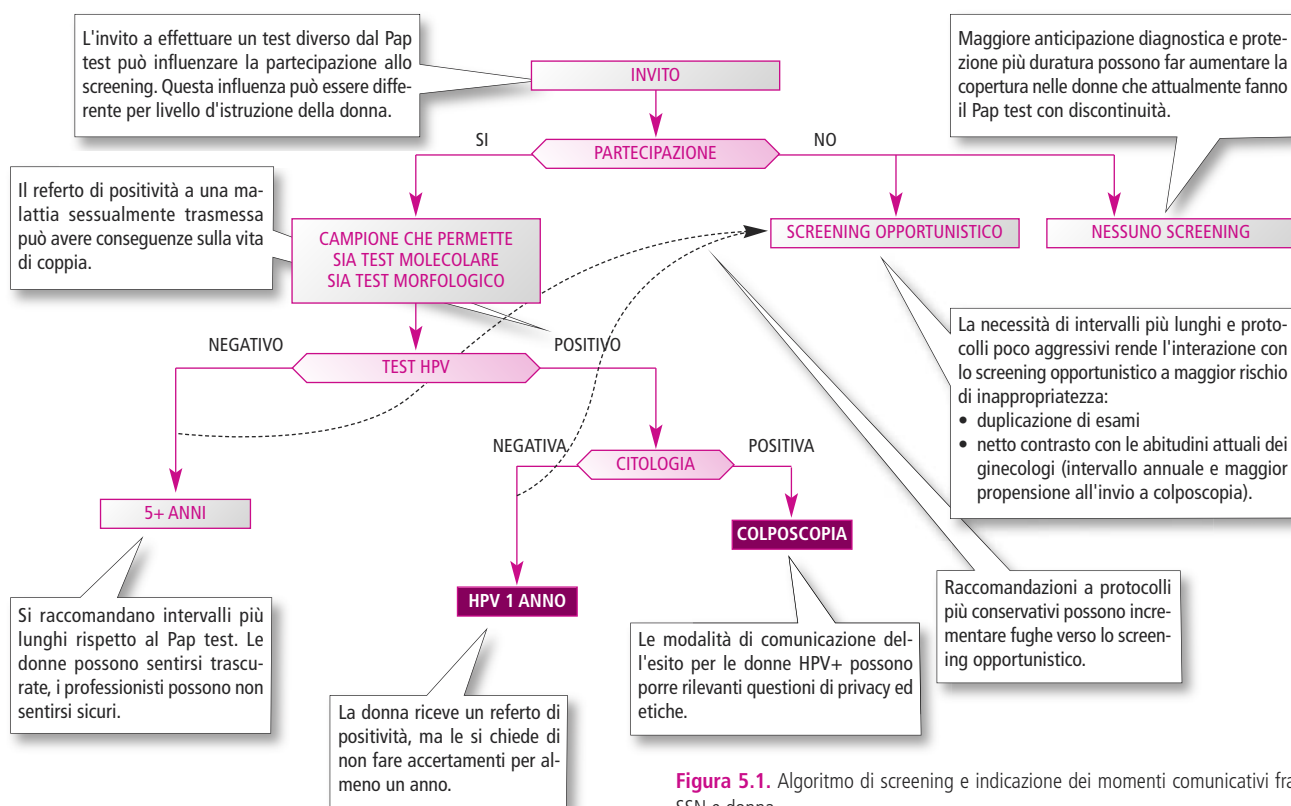 L'invito a effettuare un test diverso dal Pap
test può influenzare la partecipazione allo
screening. Questa influenza può essere diffe-
rente per livello d'istruzione della donna.
INVITO
Maggiore anticipazione diagnostica e prote-
zione più duratura possono far aumentare la
copertura nelle donne che attualmente fanno
il Pap test con discontinuità.
SI
PARTECIPAZIONE
NO
Il referto di positività a una ma-
lattia sessualmente trasmessa
può avere conseguenze sulla vita
di coppia.
CAMPIONE CHE PERMETTE
SIA TEST MOLECOLARE
SIA TEST MORFOLOGICO
SCREENING OPPORTUNISTICO
NESSUNO SCREENING
La necessità di intervalli più lunghi e proto-
colli poco aggressivi rende l'interazione con
lo screening opportunistico a maggior rischio
di inappropriatezza:
• duplicazione di esami
• netto contrasto con le abitudini attuali dei
ginecologi (intervallo annuale e maggior
propensione all'invio a colposcopia).
NEGATIVO
TEST HPV
POSITIVO
NEGATIVA
CITOLOGIA
POSITIVA
5+ ANNI
COLPOSCOPIA
HPV 1 ANNO
Si raccomandano intervalli più
lunghi rispetto al Pap test. Le
donne possono sentirsi trascu-
rate, i professionisti possono non
sentirsi sicuri.
La donna riceve un referto di
positività, ma le si chiede di
non fare accertamenti per al-
meno un anno.
Le modalità di comunicazione del-
l'esito per le donne HPV+ possono
porre rilevanti questioni di privacy ed
etiche.
Raccomandazioni a protocolli
più conservativi possono incre-
mentare fughe verso lo screen-
ing opportunistico.
Figura 5.1. Algoritmo di screening e indicazione dei momenti comunicativi fra
SSN e donna